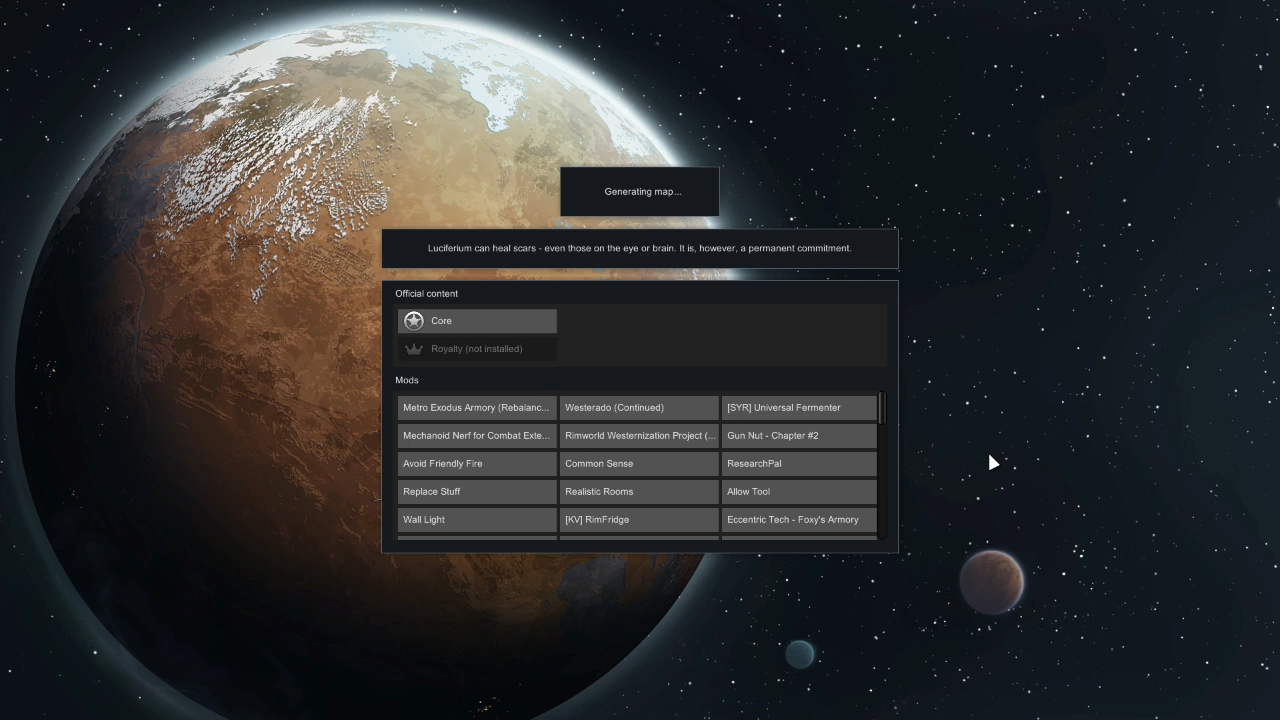 Generating map...
Luciferium can heal scars - even those on the eye or brain. It is, however, a permanent commitment.
Official content
Core
Royalty (not installed)
Mods
Metro Exodus Armory (Rebalanc... Westerado (Continued) [SYR] Universal Fermenter
Mechanoid Nerf for Combat Exte... Rimworld Westernization Project (... Gun Nut - Chapter #2
Avoid Friendly Fire Common Sense ResearchPal
Replace Stuff Realistic Rooms Allow Tool
Wall Light [KV] RimFridge Eccentric Tech - Foxy's Armory